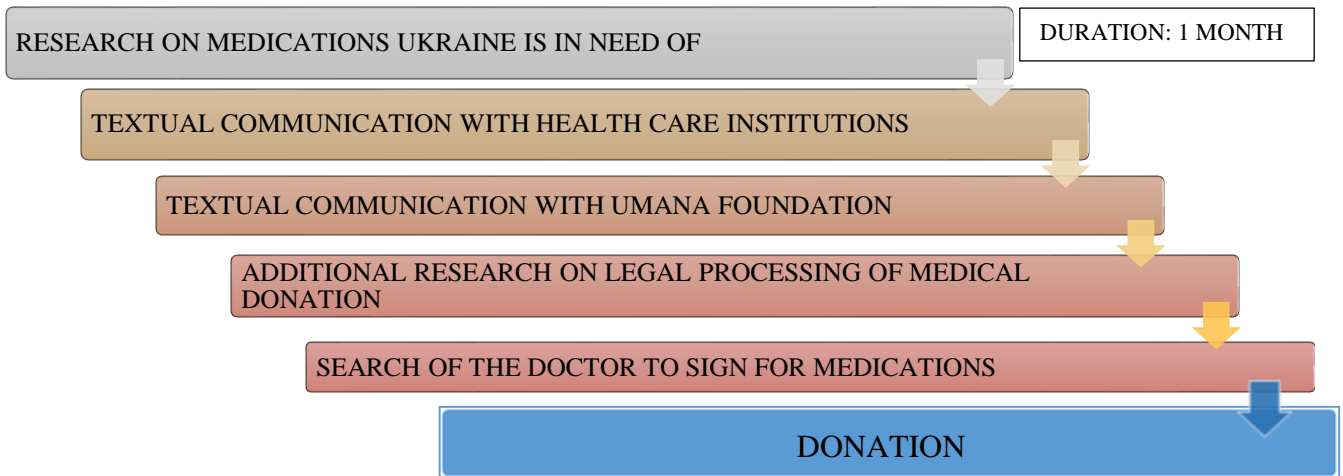 RESEARCH ON MEDICATIONS UKRAINE IS IN NEED OF
DURATION: 1 MONTH
TEXTUAL COMMUNICATION WITH HEALTH CARE INSTITUTIONS
TEXTUAL COMMUNICATION WITH UMANA FOUNDATION
ADDITIONAL RESEARCH ON LEGAL PROCESSING OF MEDICAL
DONATION
SEARCH OF THE DOCTOR TO SIGN FOR MEDICATIONS
DONATION